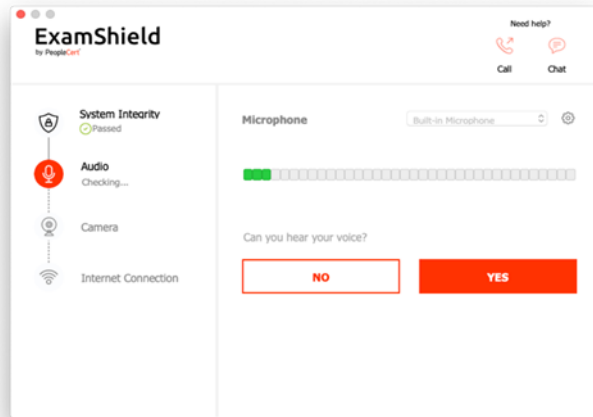 ExamShield
by PeopleCert
Need help?
Call
Chat
System Integrity
Passed
Audio
Checking...
Camera
Internet Connection
Microphone
Built-in Microphone
Can you hear your voice?
NO
YES